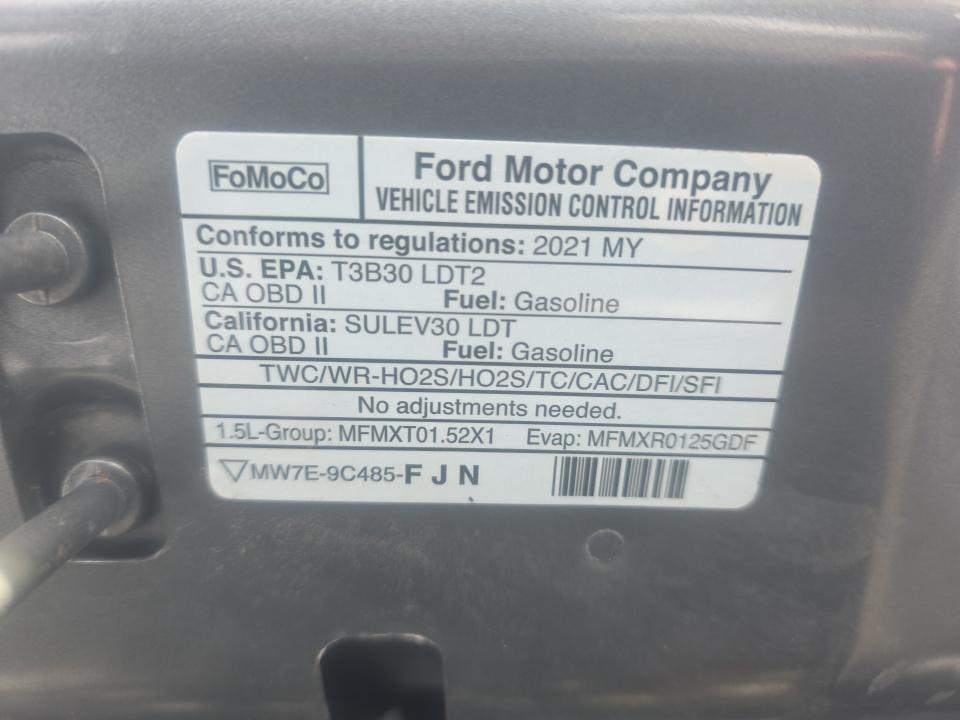 FoMoCo
Ford Motor Company
VEHICLE EMISSION CONTROL INFORMATION
Conforms to regulations: 2021 MY
U.S. EPA: T3B30 LDT2
CA OBD II Fuel: Gasoline
California: SULEV30 LDT
CA OBD II Fuel: Gasoline
TWC/WR-HO2S/HO2S/TC/CAC/DFI/SFI
No adjustments needed.
1.5L-Group: MFMXT01.52X1 Evap: MFMXR0125GDF
MW7E-9C485-F J N